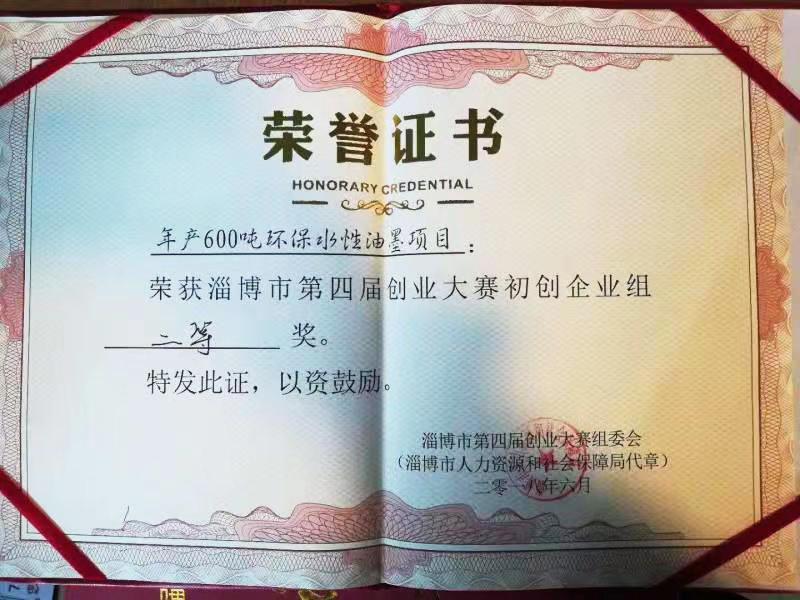 荣誉证书
HONORARY CREDENTIAL
年产600吨环保水性油墨项目：
荣获淄博市第四届创业大赛初创企业组
二等 奖。
特发此证，以资鼓励。
淄博市第四届创业大赛组委会
（淄博市人力资源和社会保障局代章）
二零一八年六月